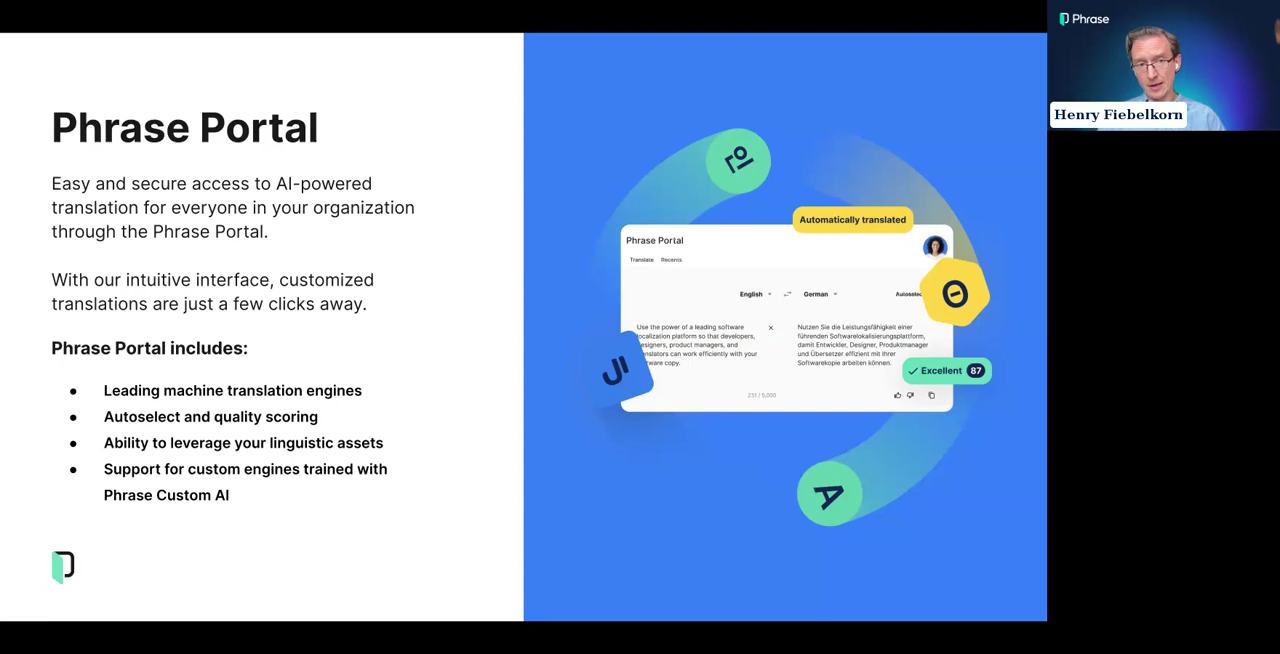 Phrase Portal
Easy and secure access to AI-powered
translation for everyone in your organization
through the Phrase Portal.
With our intuitive interface, customized
translations are just a few clicks away.
Phrase Portal includes:
● Leading machine translation engines
● Autoselect and quality scoring
● Ability to leverage your linguistic assets
● Support for custom engines trained with
Phrase Custom AI
Automatically translated
Phrase Portal
Translate Recents
English German
Use the power of a leading software
localization platform so that developers,
designers, product managers, and
translators can work efficiently with your
software copy.
Nutzen Sie die Leistungsfähigkeit einer
führenden Softwarelokalisierungsplattform,
damit Entwickler, Designer, Produktmanager
und Übersetzer effizient mit Ihrer
Softwarekopie arbeiten können.
Excellent 87
231 / 5,000
Θ
A
Phrase
Henry Fiebelkorn